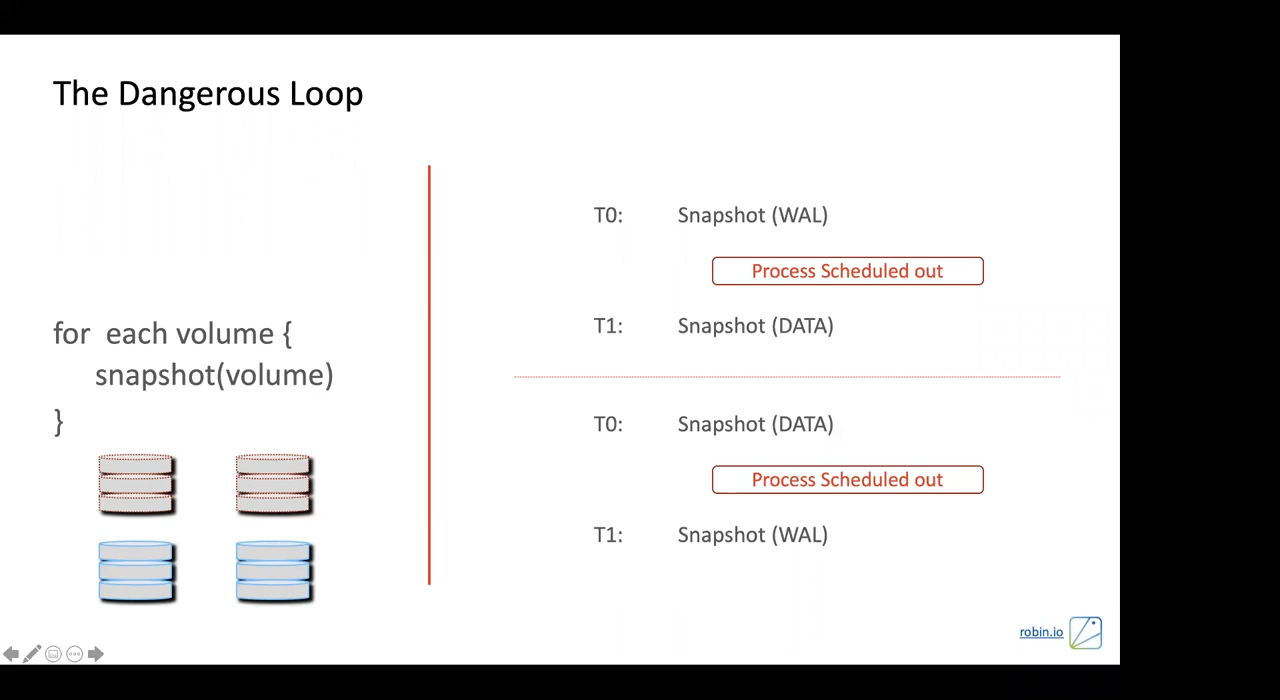 The Dangerous Loop
for each volume {
snapshot(volume)
}
T0: Snapshot (WAL)
Process Scheduled out
T1: Snapshot (DATA)
T0: Snapshot (DATA)
Process Scheduled out
T1: Snapshot (WAL)
robin.io